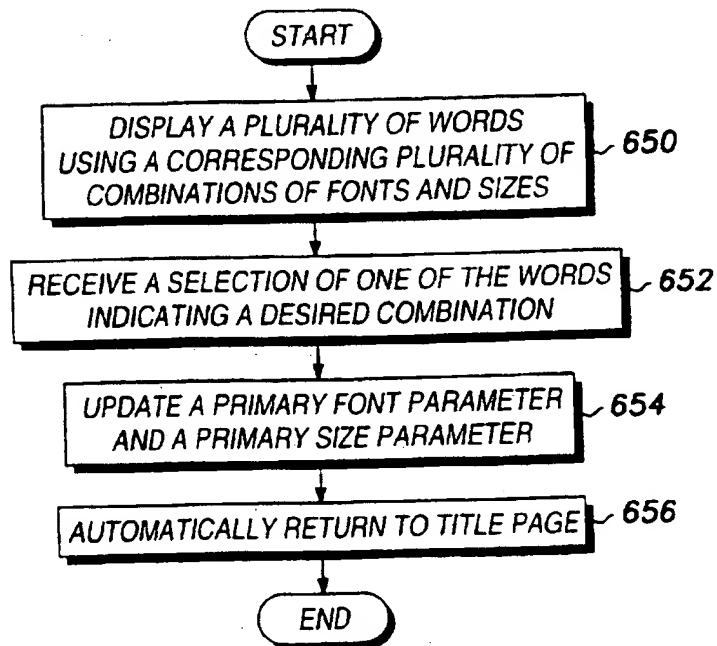 START
DISPLAY A PLURALITY OF WORDS
USING A CORRESPONDING PLURALITY OF
COMBINATIONS OF FONTS AND SIZES
650
RECEIVE A SELECTION OF ONE OF THE WORDS
INDICATING A DESIRED COMBINATION
652
UPDATE A PRIMARY FONT PARAMETER
AND A PRIMARY SIZE PARAMETER
654
AUTOMATICALLY RETURN TO TITLE PAGE
656
END